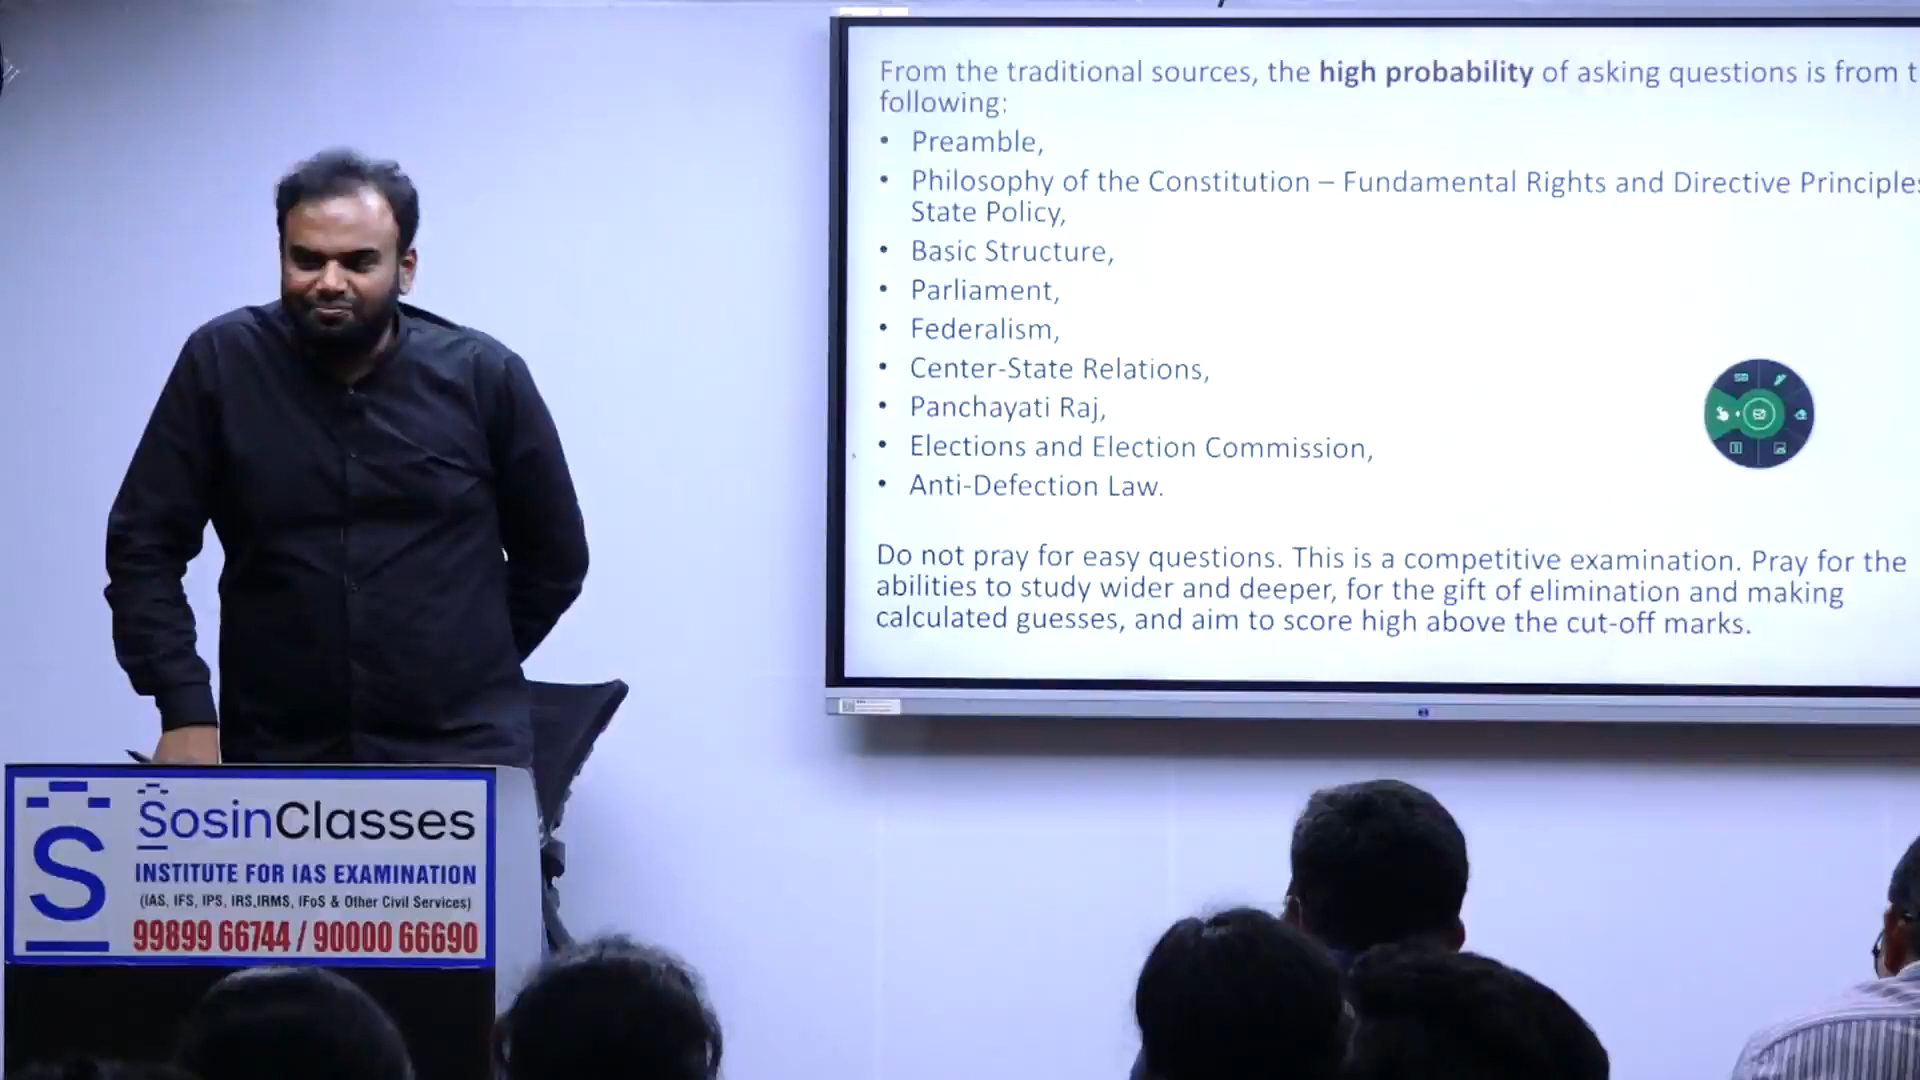 From the traditional sources, the high probability of asking questions is from t
following:
• Preamble,
• Philosophy of the Constitution – Fundamental Rights and Directive Principles
State Policy,
• Basic Structure,
• Parliament,
• Federalism,
• Center-State Relations,
• Panchayati Raj,
• Elections and Election Commission,
• Anti-Defection Law.
Do not pray for easy questions. This is a competitive examination. Pray for the
abilities to study wider and deeper, for the gift of elimination and making
calculated guesses, and aim to score high above the cut-off marks.
S
SosinClasses
INSTITUTE FOR IAS EXAMINATION
(IAS, IFS, IPS, IRS,IRMS, IFoS & Other Civil Services)
99899 66744 / 90000 66690